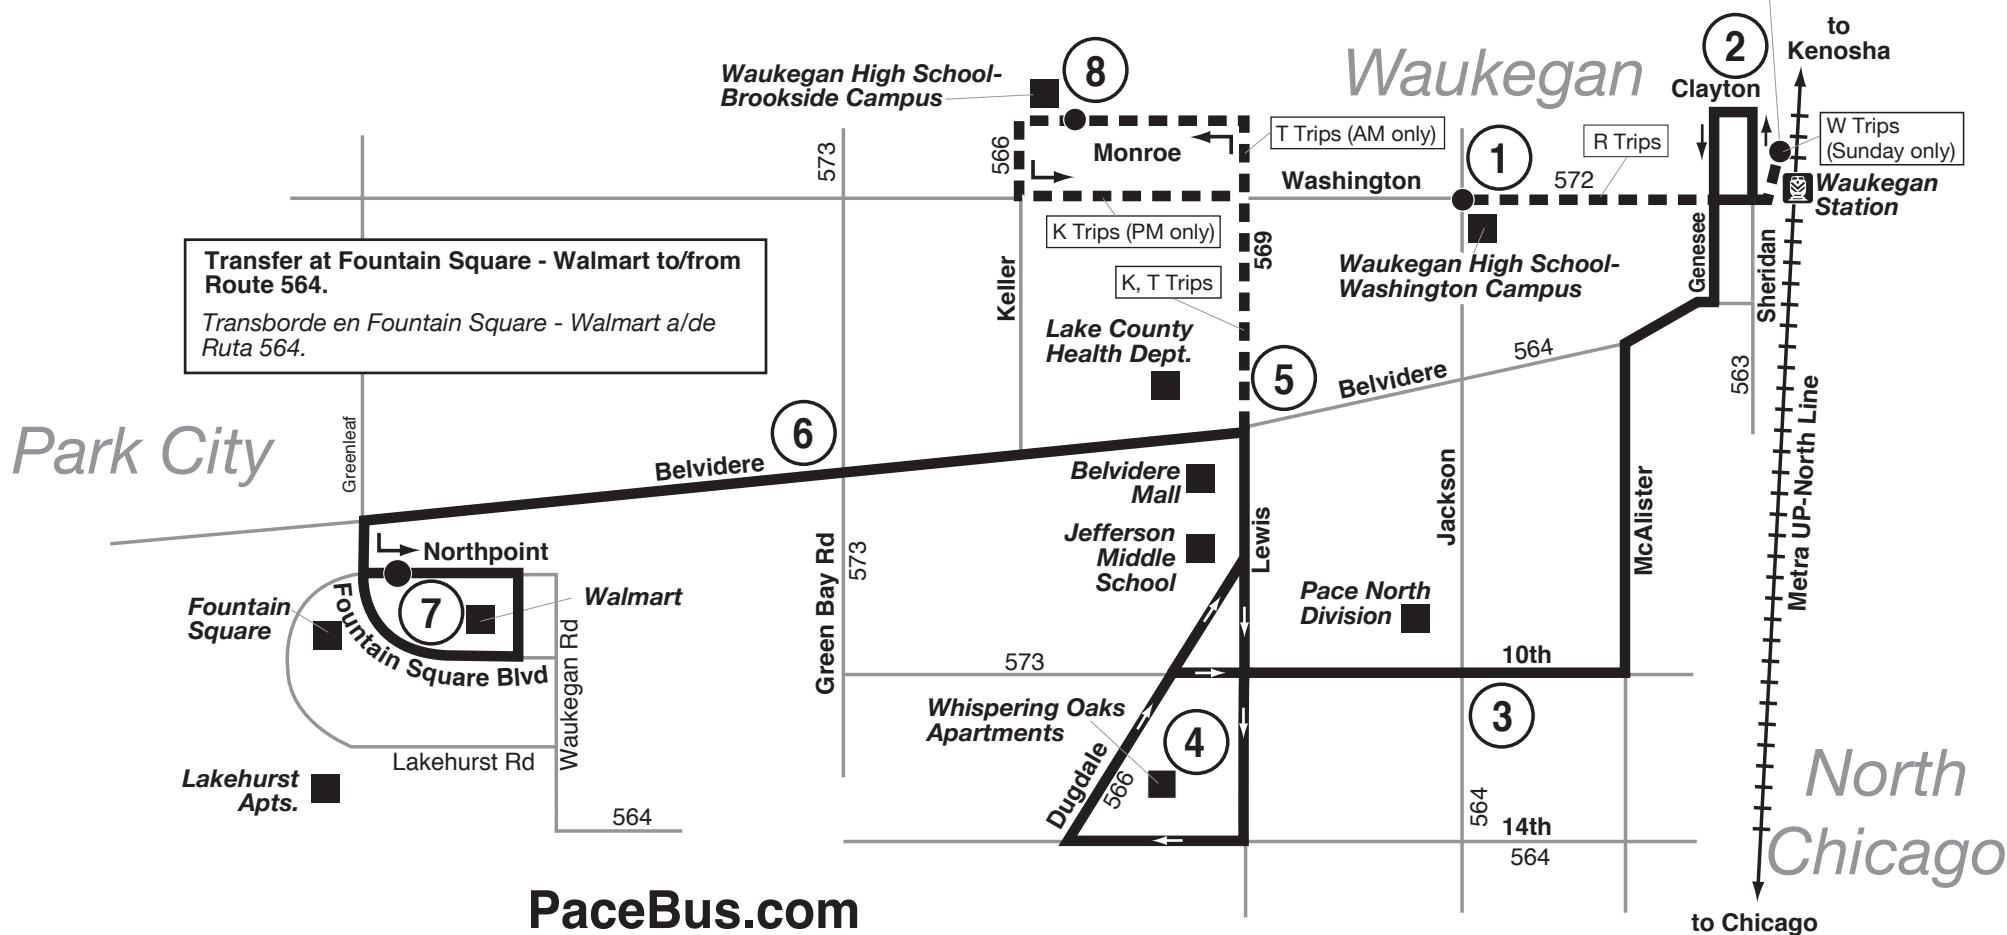 to
Kenosha
2
Clayton
Waukegan
8
Waukegan High School-
Brookside Campus
W Trips
(Sunday only)
T Trips (AM only)
R Trips
1
573
566
Monroe
Washington
572
Waukegan
Station
K Trips (PM only)
569
Genesee
Sheridan
Transfer at Fountain Square - Walmart to/from
Route 564.
Transborde en Fountain Square - Walmart a/de
Ruta 564.
Keller
K, T Trips
Waukegan High School-
Washington Campus
Lake County
Health Dept.
5
Belvidere
564
563
Metra UP-North Line
Park City
Greenleaf
6
Belvidere
Belvidere
Mall
Jefferson
Middle
School
Lewis
Jackson
McAlister
Northpoint
Green Bay Rd
573
Fountain
Square
7
Walmart
Fountain Square Blvd
Waukegan Rd
Pace North
Division
573
10th
3
Whispering Oaks
Apartments
4
Dugdale
566
Lakehurst Rd
Lakehurst
Apts.
564
564
14th
564
North
Chicago
PaceBus.com
to Chicago